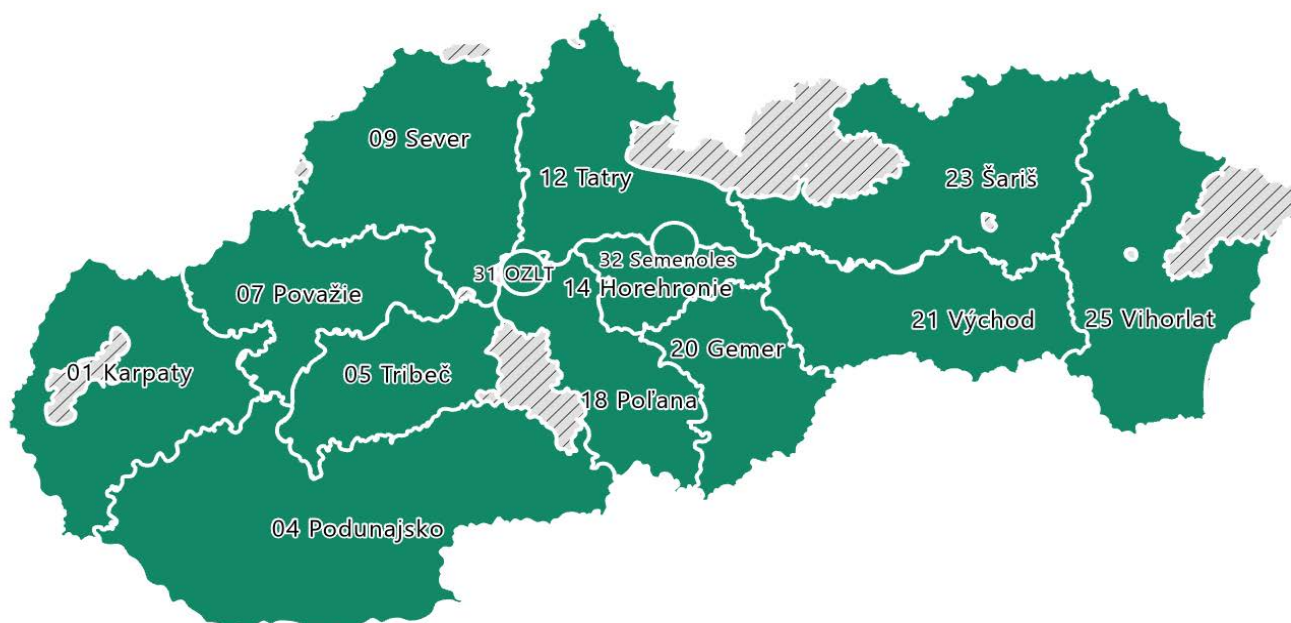 09 Sever
12 Tatry
23 Šariš
32 Semenoles
31 OZLT
14 Horehronie
07 Považie
21 Východ
25 Vihorlat
20 Gemer
01 Karpaty
05 Tribeč
18 Poľana
04 Podunajsko